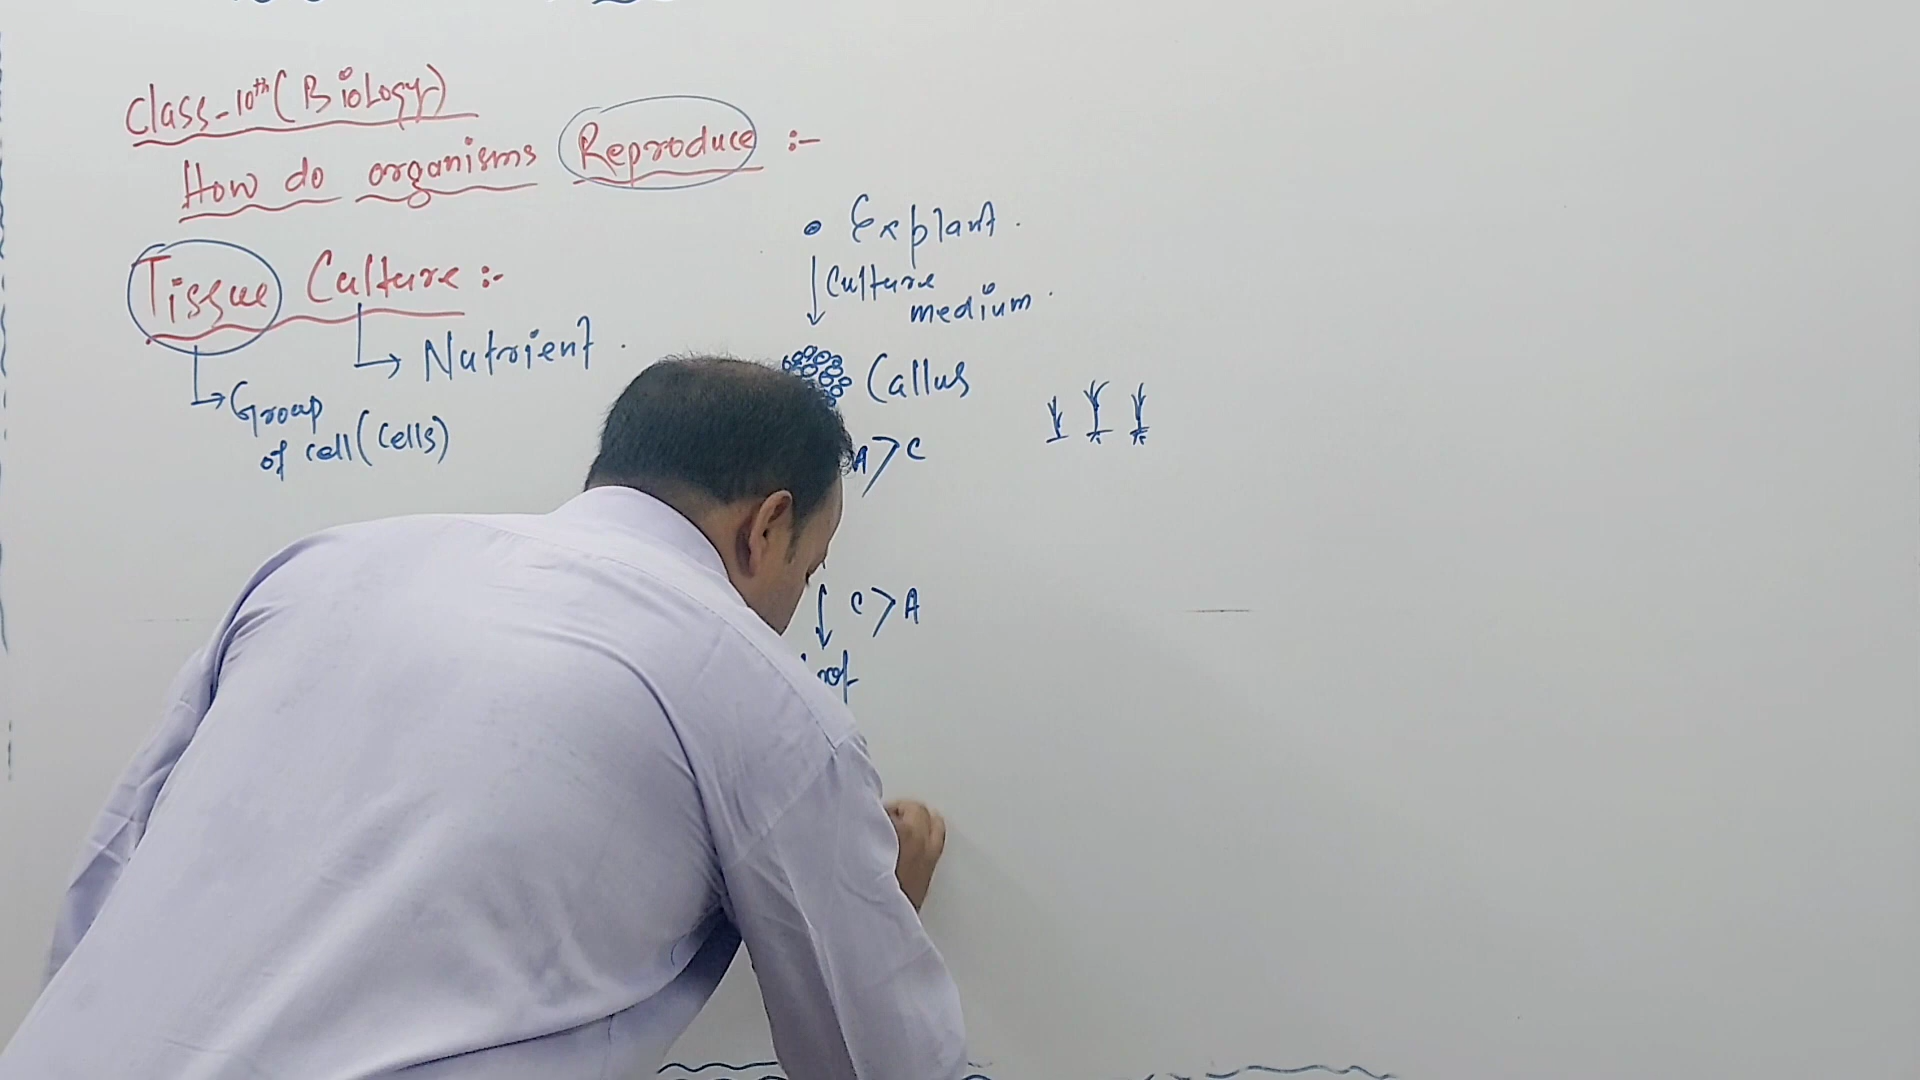 Class-10th (Biology)
How do organisms Reproduce :-
Tissue Culture :-
Nutrient.
Group
of cell (cells)
Explant.
Culture
medium.
Callus
A > C
C > A